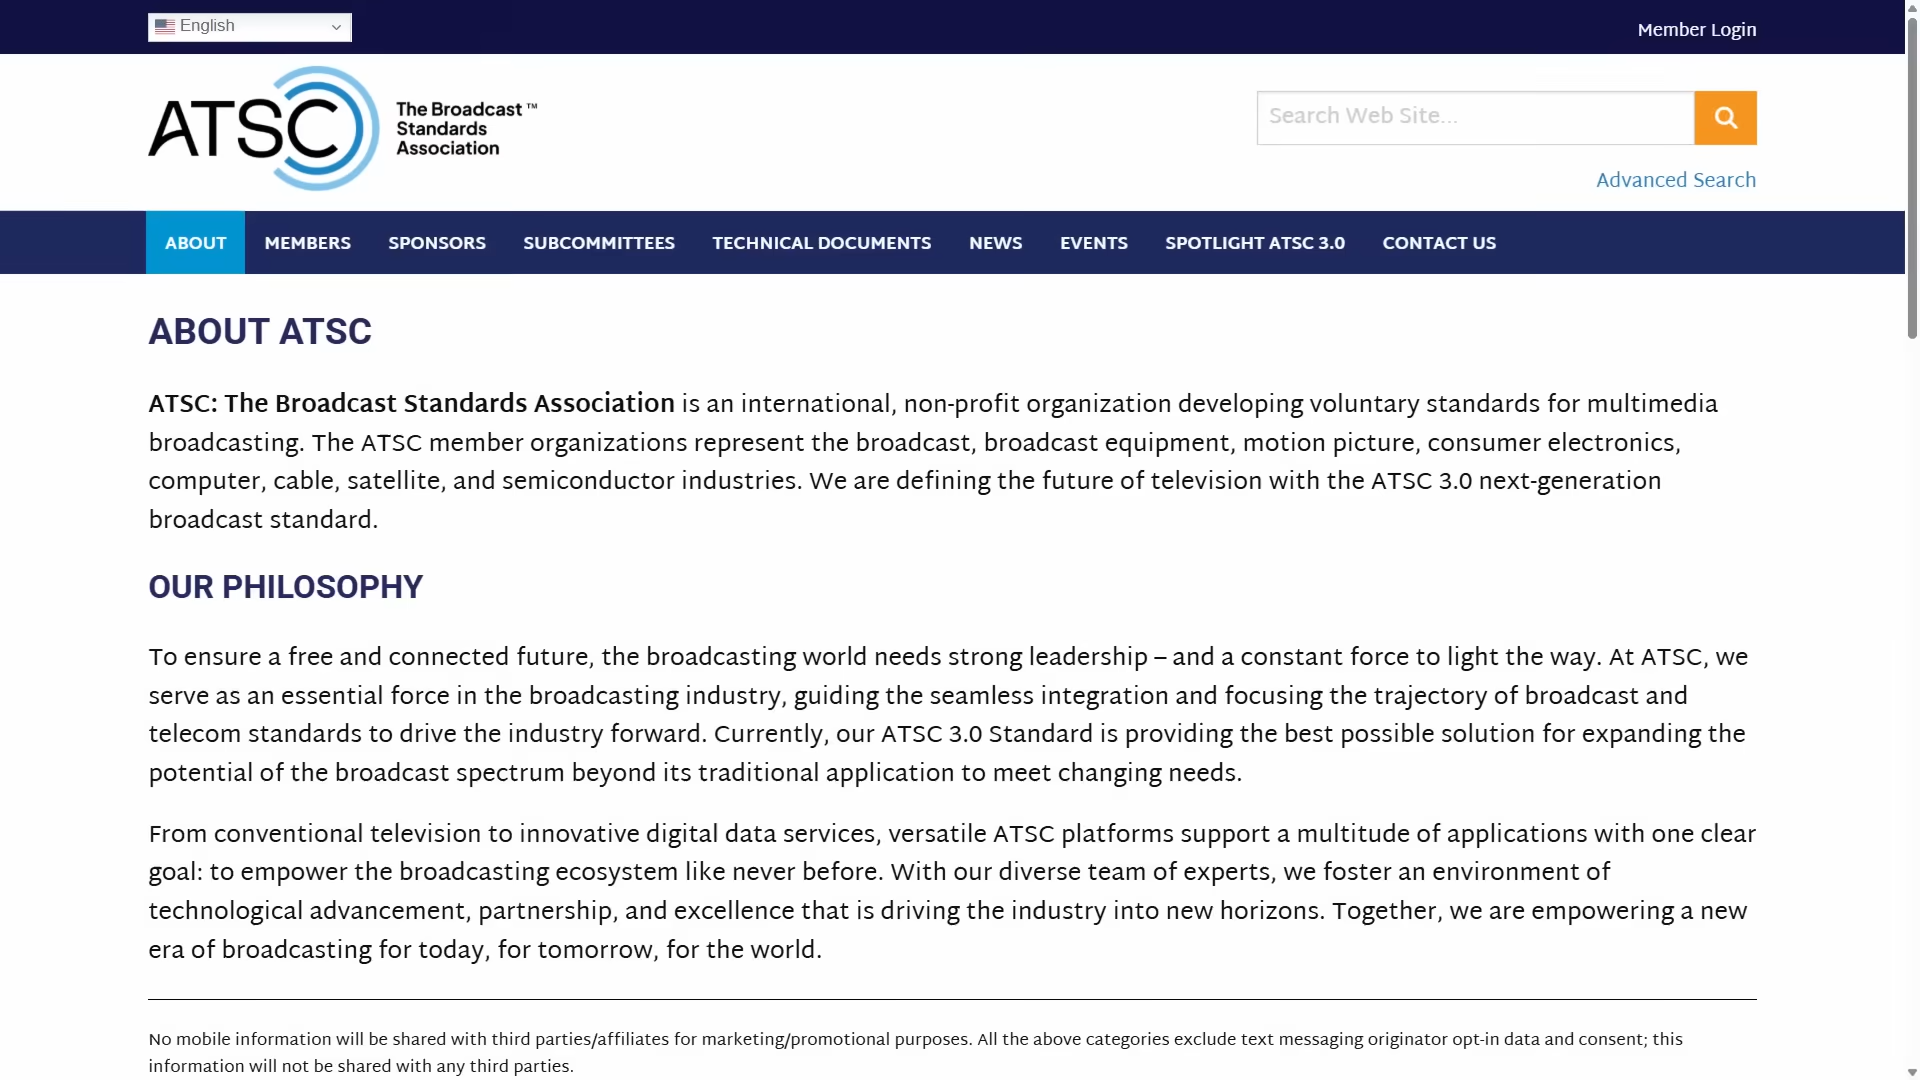 English
Member Login
ATSC
The Broadcast ™
Standards
Association
Search Web Site...
Advanced Search
ABOUT MEMBERS SPONSORS SUBCOMMITTEES TECHNICAL DOCUMENTS NEWS EVENTS SPOTLIGHT ATSC 3.0 CONTACT US
ABOUT ATSC
ATSC: The Broadcast Standards Association is an international, non-profit organization developing voluntary standards for multimedia
broadcasting. The ATSC member organizations represent the broadcast, broadcast equipment, motion picture, consumer electronics,
computer, cable, satellite, and semiconductor industries. We are defining the future of television with the ATSC 3.0 next-generation
broadcast standard.
OUR PHILOSOPHY
To ensure a free and connected future, the broadcasting world needs strong leadership – and a constant force to light the way. At ATSC, we
serve as an essential force in the broadcasting industry, guiding the seamless integration and focusing the trajectory of broadcast and
telecom standards to drive the industry forward. Currently, our ATSC 3.0 Standard is providing the best possible solution for expanding the
potential of the broadcast spectrum beyond its traditional application to meet changing needs.
From conventional television to innovative digital data services, versatile ATSC platforms support a multitude of applications with one clear
goal: to empower the broadcasting ecosystem like never before. With our diverse team of experts, we foster an environment of
technological advancement, partnership, and excellence that is driving the industry into new horizons. Together, we are empowering a new
era of broadcasting for today, for tomorrow, for the world.
No mobile information will be shared with third parties/affiliates for marketing/promotional purposes. All the above categories exclude text messaging originator opt-in data and consent; this
information will not be shared with any third parties.